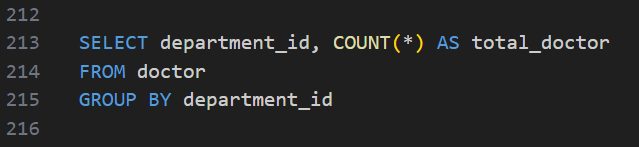 212
213 SELECT department_id, COUNT(*) AS total_doctor
214 FROM doctor
215 GROUP BY department_id
216